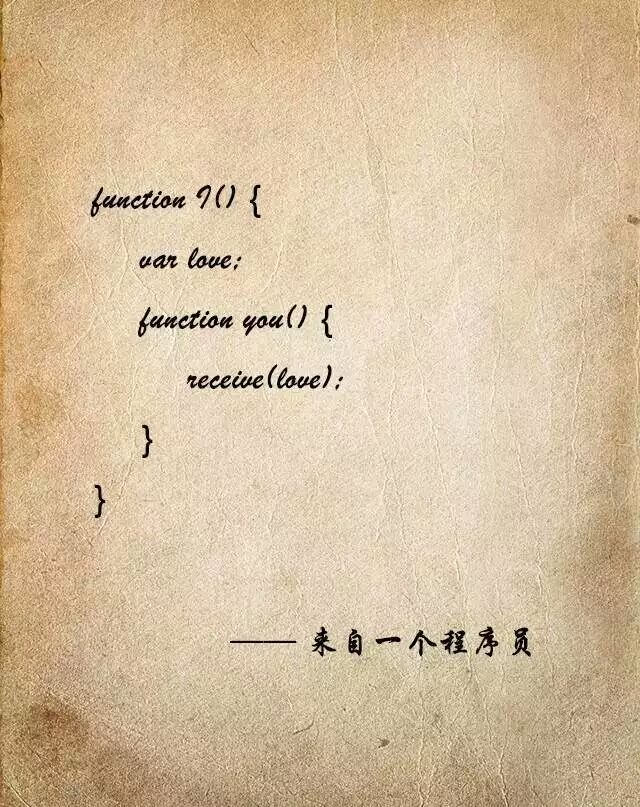 function I() {
var love;
function you() {
receive(love);
}
}
—— 来自一个程序员